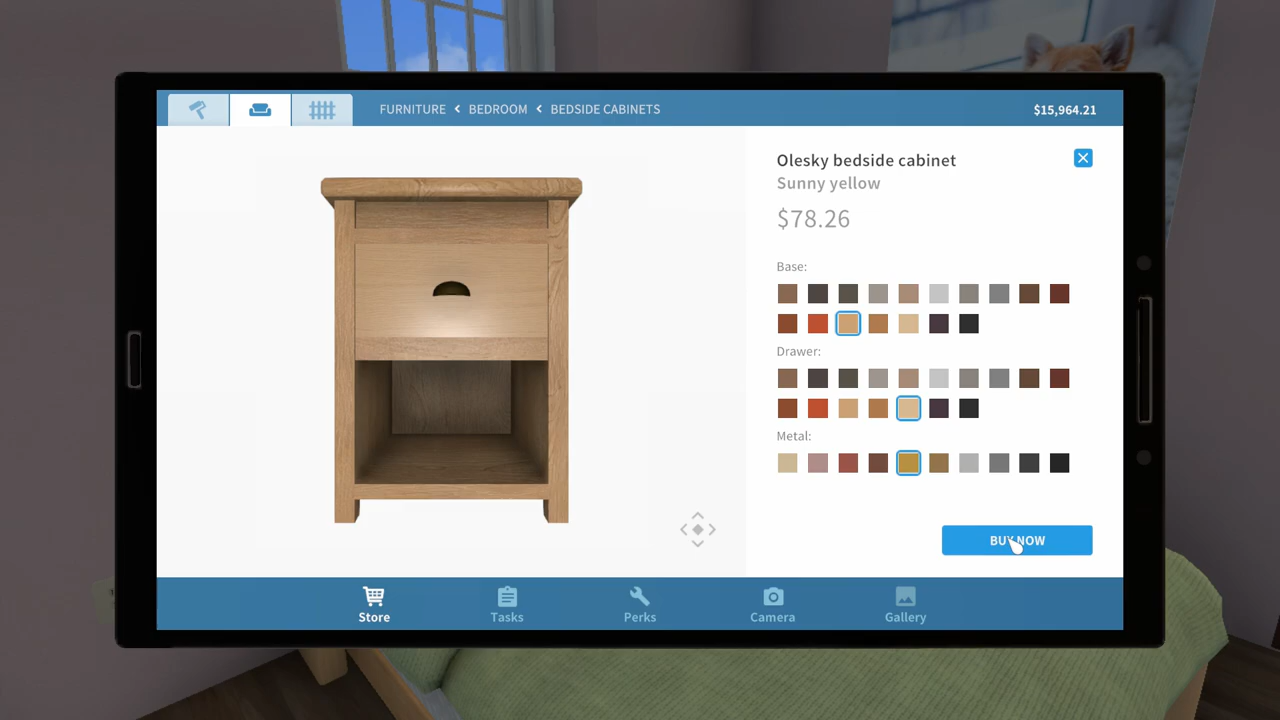 FURNITURE < BEDROOM < BEDSIDE CABINETS
$15,964.21
Olesky bedside cabinet
Sunny yellow
$78.26
Base:
Drawer:
Metal:
BUY NOW
Store
Tasks
Perks
Camera
Gallery